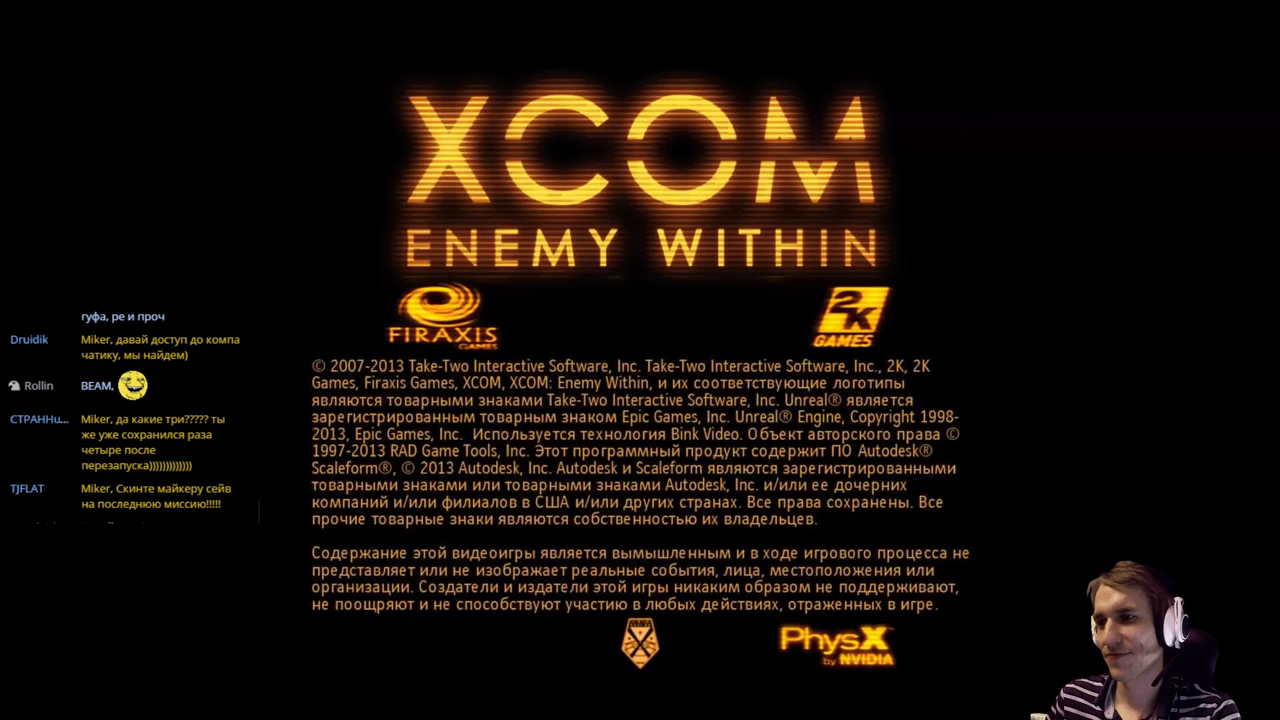 XCOM
ENEMY WITHIN
FIRAXIS
GAMES
2K
GAMES
гуфа, ре и проч
Druidik Miker, давай доступ до компа
чатику, мы найдем)
Rollin BEAM,
СТРАННи... Miker, да какие три????? ты
же уже сохранился раза
четыре после
перезапуска)))))))))))))
TJFLAT Miker, Скинте майкеру сейв
на последнюю миссию!!!!!
© 2007-2013 Take-Two Interactive Software, Inc. Take-Two Interactive Software, Inc., 2K, 2K
Games, Firaxis Games, XCOM, XCOM: Enemy Within, и их соответствующие логотипы
являются товарными знаками Take-Two Interactive Software, Inc. Unreal® является
зарегистрированным товарным знаком Epic Games, Inc. Unreal® Engine, Copyright 1998-
2013, Epic Games, Inc. Используется технология Bink Video. Объект авторского права ©
1997-2013 RAD Game Tools, Inc. Этот программный продукт содержит ПО Autodesk®
Scaleform®, © 2013 Autodesk, Inc. Autodesk и Scaleform являются зарегистрированными
товарными знаками или товарными знаками Autodesk, Inc. и/или ее дочерних
компаний и/или филиалов в США и/или других странах. Все права сохранены. Все
прочие товарные знаки являются собственностью их владельцев.
Содержание этой видеоигры является вымышленным и в ходе игрового процесса не
представляет или не изображает реальные события, лица, местоположения или
организации. Создатели и издатели этой игры никаким образом не поддерживают,
не поощряют и не способствуют участию в любых действиях, отраженных в игре.
PhysX
by NVIDIA